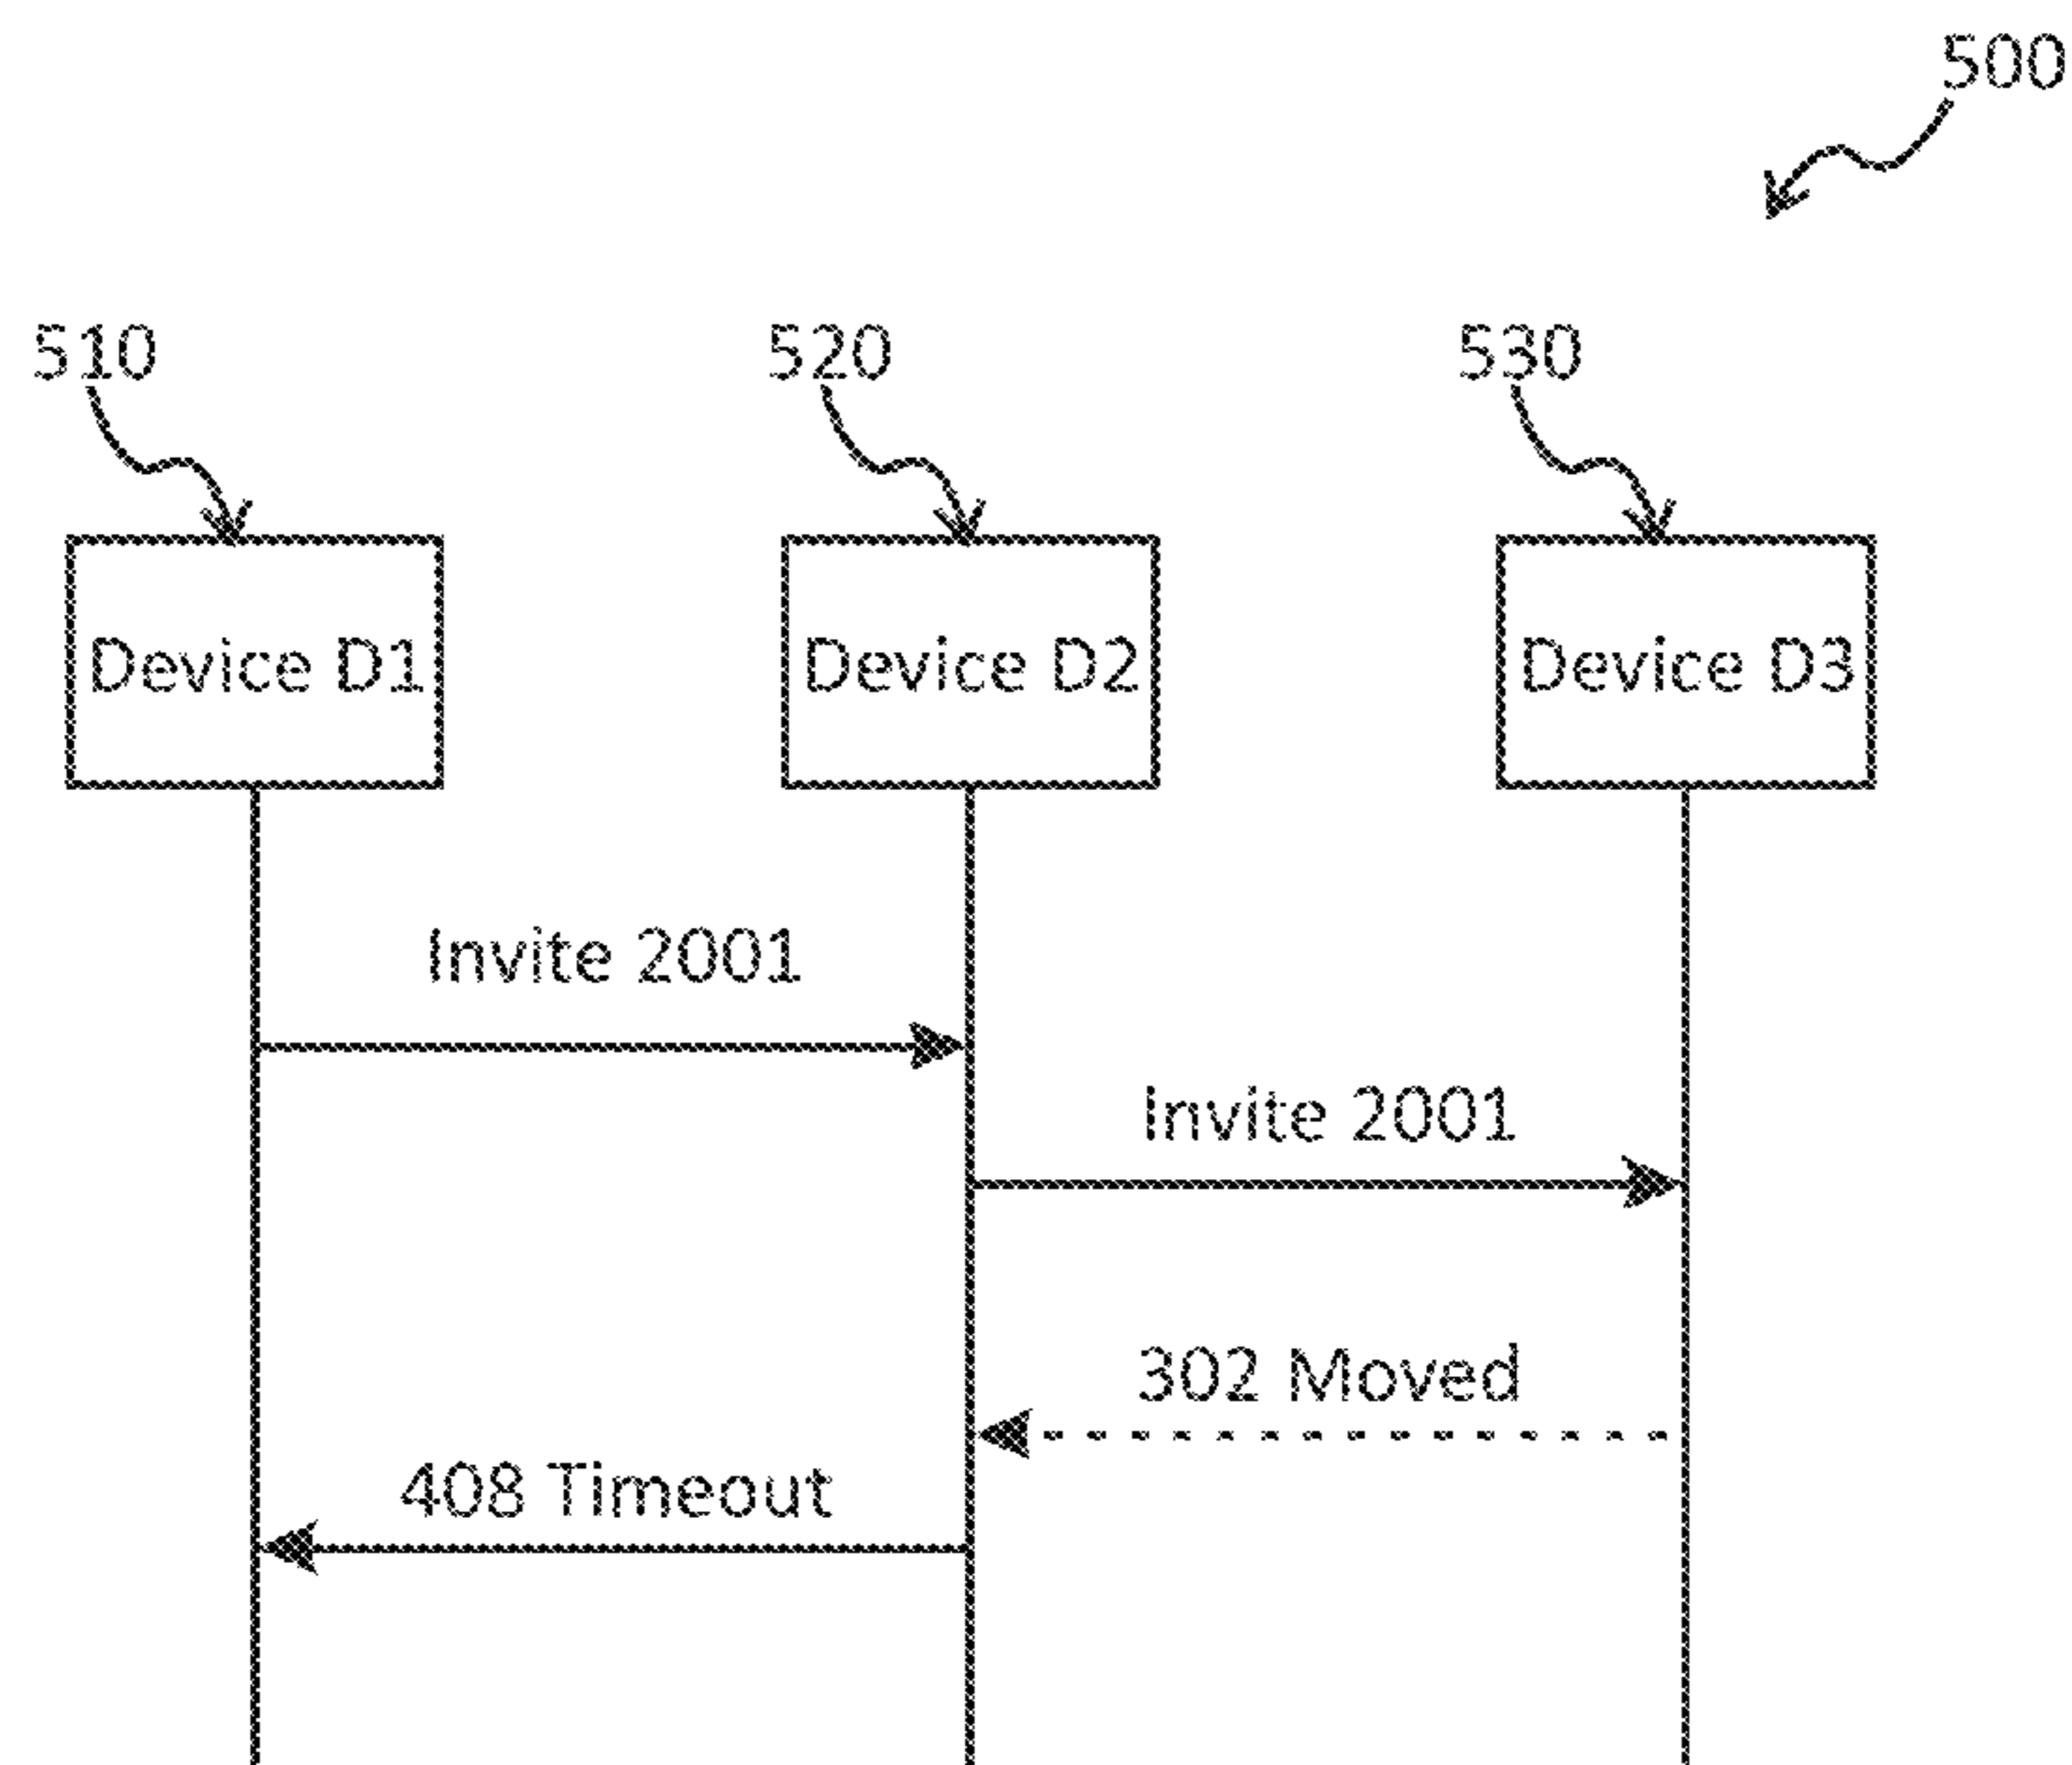 500
510
520
530
Device D1
Device D2
Device D3
Invite 2001
Invite 2001
302 Moved
408 Timeout